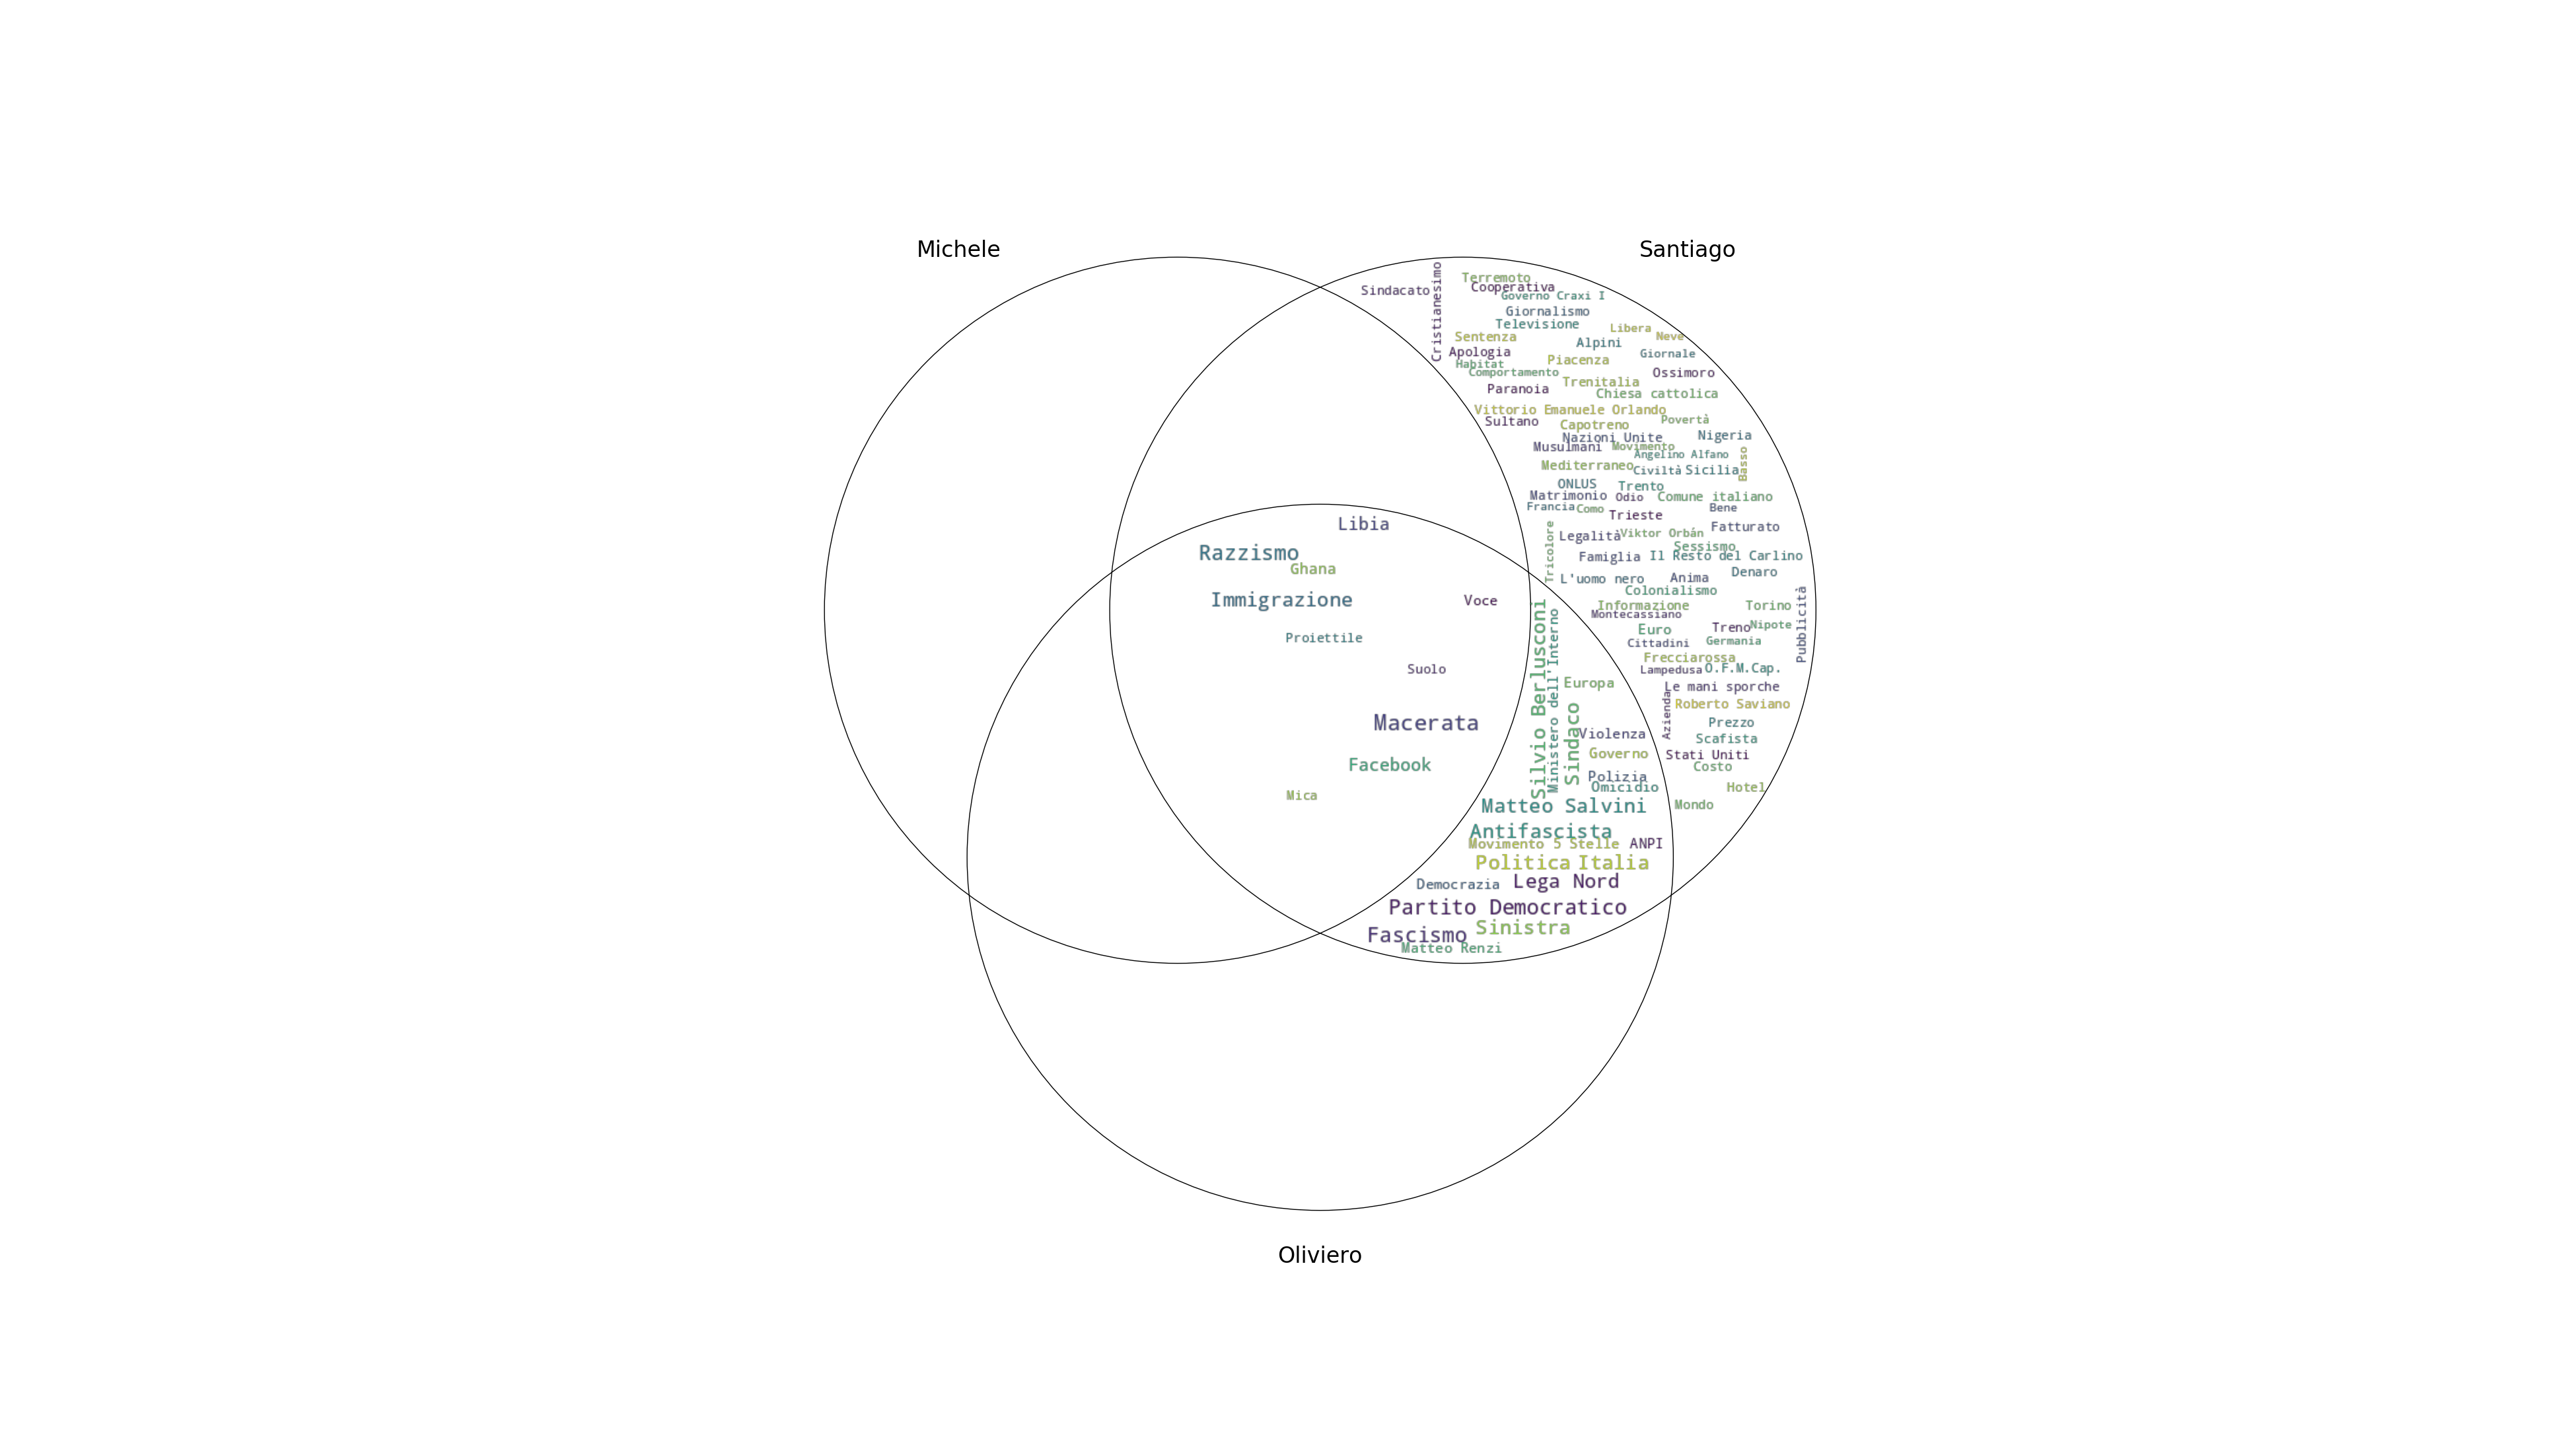 Michele
Santiago
Cristianesimo
Terremoto
Sindacato
Cooperativa
Governo Craxi I
Giornalismo
Televisione
Libera
Sentenza
Neve
Alpini
Apologia
Giornale
Piacenza
Habitat
Comportamento
Ossimoro
Trenitalia
Paranoia
Chiesa cattolica
Vittorio Emanuele Orlando
Sultano
Povertà
Capotreno
Nazioni Unite
Nigeria
Musulmani
Movimento
Angelino Alfano
Basso
Mediterraneo
Civiltà
Sicilia
ONLUS
Trento
Matrimonio
Odio
Comune italiano
Francia
Como
Bene
Trieste
Tricolore
Fatturato
Legalità
Viktor Orbán
Sessismo
Famiglia
Il Resto del Carlino
L'uomo nero
Anima
Denaro
Colonialismo
Informazione
Torino
Pubblicità
Montecassiano
Euro
Treno
Nipote
Cittadini
Germania
Frecciarossa
Lampedusa
O.F.M.Cap.
Le mani sporche
Azienda
Roberto Saviano
Prezzo
Scafista
Stati Uniti
Costo
Hotel
Mondo
Libia
Razzismo
Ghana
Immigrazione
Voce
Proiettile
Suolo
Macerata
Facebook
Mica
Silvio Berlusconi
Ministero dell'Interno
Europa
Sindaco
Violenza
Governo
Polizia
Omicidio
Matteo Salvini
Antifascista
Movimento 5 Stelle
ANPI
Politica
Italia
Democrazia
Lega Nord
Partito Democratico
Sinistra
Fascismo
Matteo Renzi
Oliviero